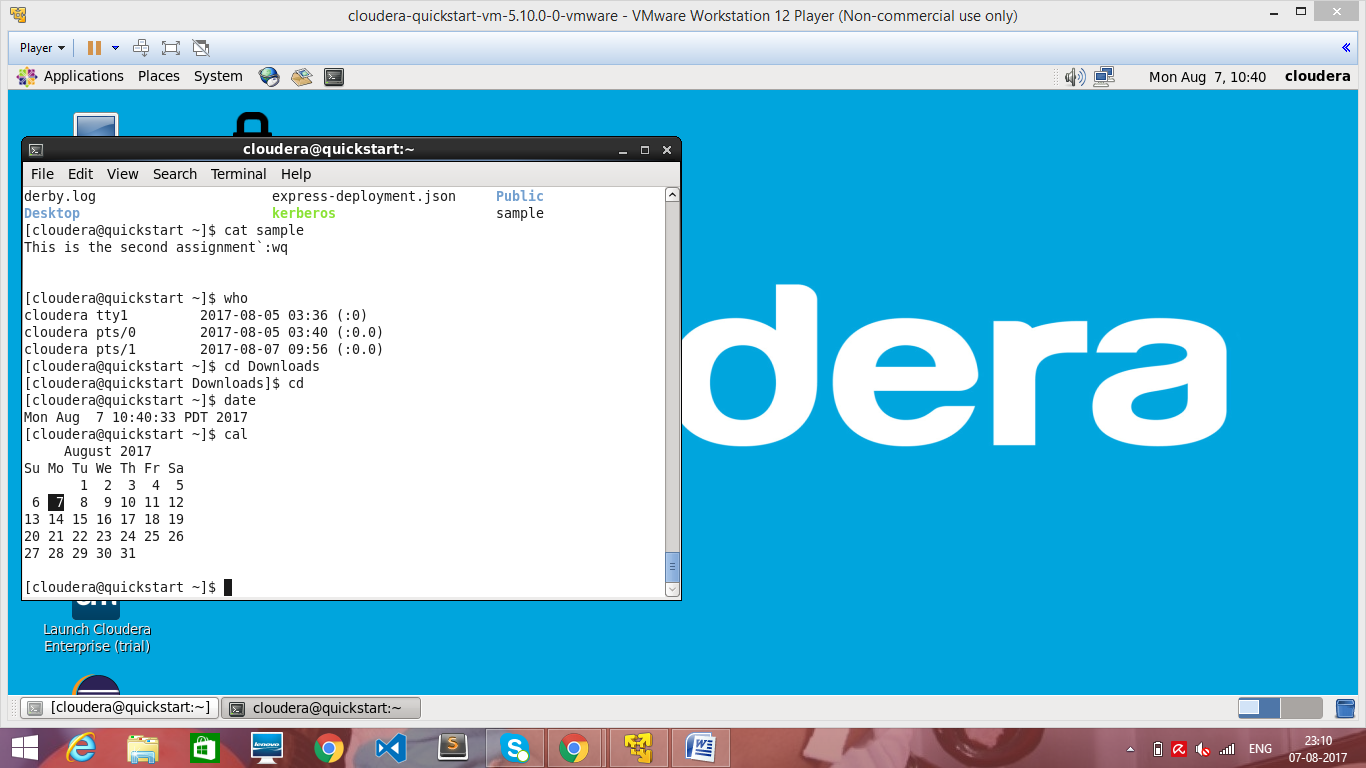 cloudera-quickstart-vm-5.10.0-0-vmware - VMware Workstation 12 Player (Non-commercial use only)
Player
Applications Places System Mon Aug  7, 10:40 cloudera
cloudera@quickstart:~
File Edit View Search Terminal Help
derby.log                      express-deployment.json     Public
Desktop                        kerberos                    sample
[cloudera@quickstart ~]$ cat sample
This is the second assignment`:wq
[cloudera@quickstart ~]$ who
cloudera tty1         2017-08-05 03:36 (:0)
cloudera pts/0        2017-08-05 03:40 (:0.0)
cloudera pts/1        2017-08-07 09:56 (:0.0)
[cloudera@quickstart ~]$ cd Downloads
[cloudera@quickstart Downloads]$ cd
[cloudera@quickstart ~]$ date
Mon Aug  7 10:40:33 PDT 2017
[cloudera@quickstart ~]$ cal
     August 2017
Su Mo Tu We Th Fr Sa
       1  2  3  4  5
 6  7  8  9 10 11 12
13 14 15 16 17 18 19
20 21 22 23 24 25 26
27 28 29 30 31
[cloudera@quickstart ~]$
dera
Launch Cloudera
Enterprise (trial)
[cloudera@quickstart:~] cloudera@quickstart:~
lenovo
ENG
23:10
07-08-2017